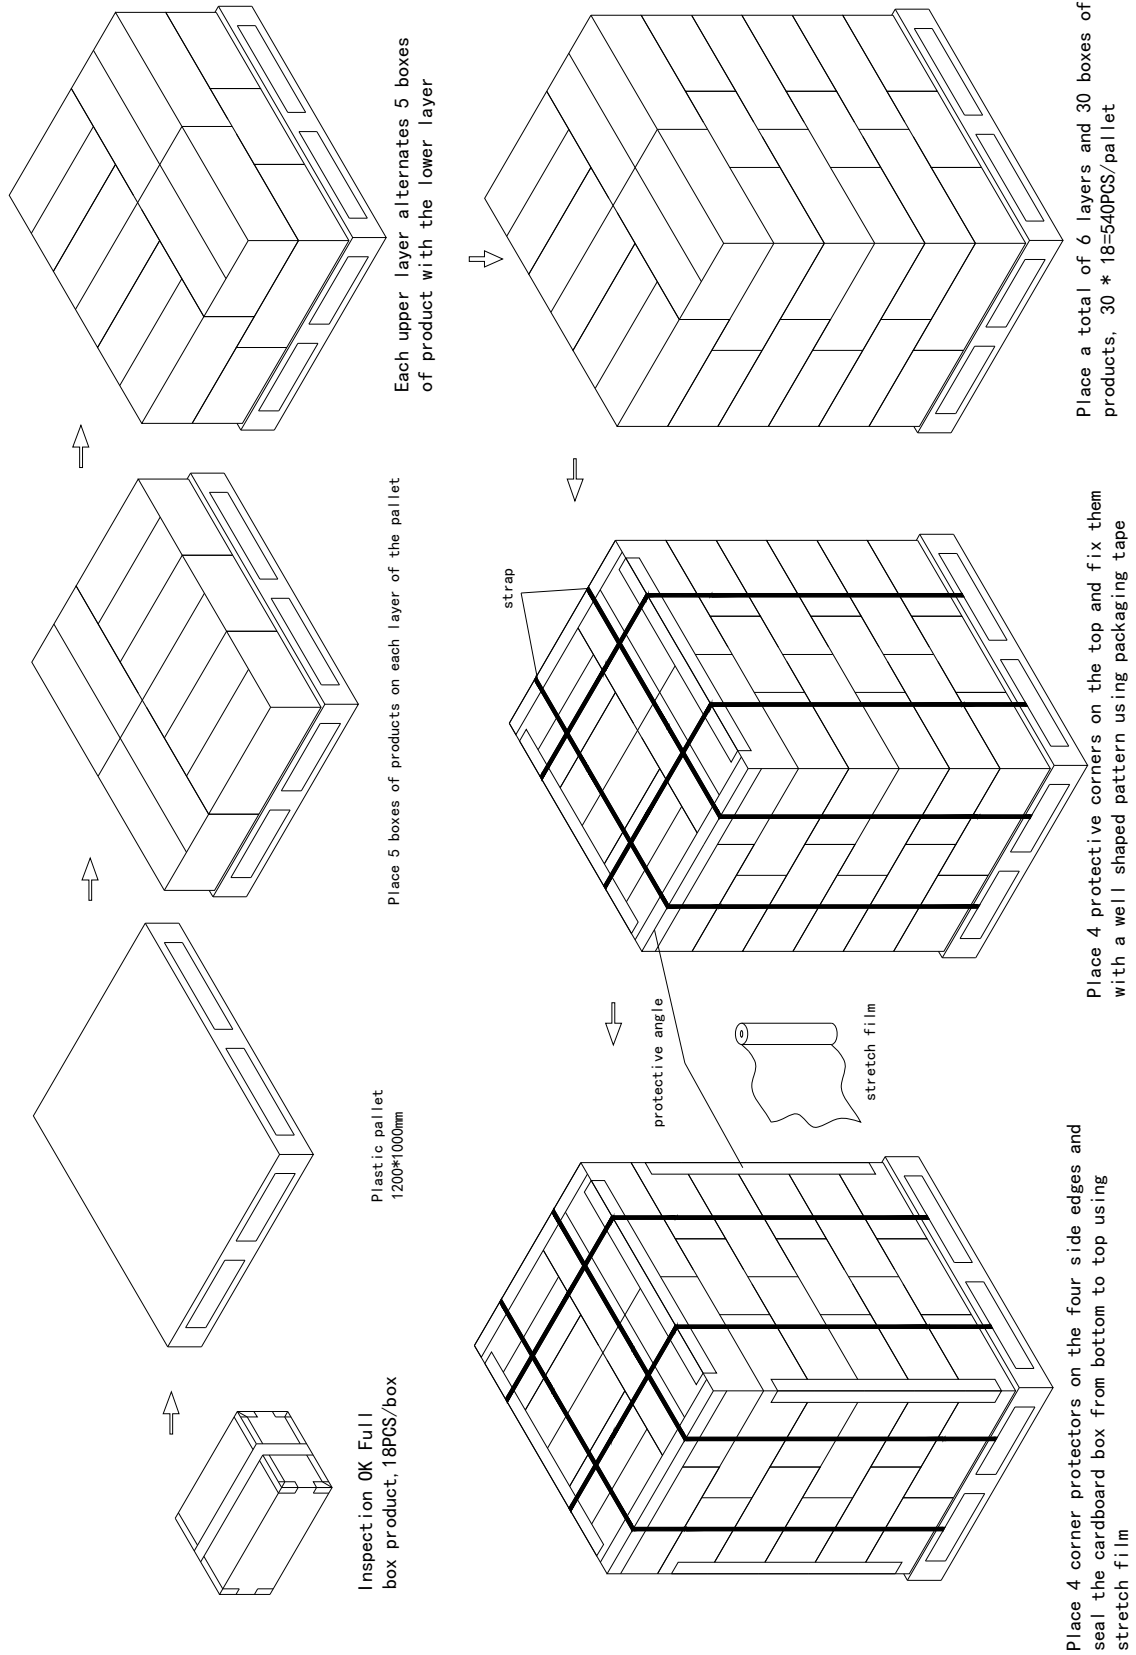 Inspection OK Full
box product, 18PCS/box
Plastic pallet
1200*1000mm
Place 5 boxes of products on each layer of the pallet
Each upper layer alternates 5 boxes
of product with the lower layer
Place a total of 6 layers and 30 boxes of
products, 30 * 18=540PCS/pallet
strap
Place 4 protective corners on the top and fix them
with a well shaped pattern using packaging tape
protective angle
stretch film
Place 4 corner protectors on the four side edges and
seal the cardboard box from bottom to top using
stretch film